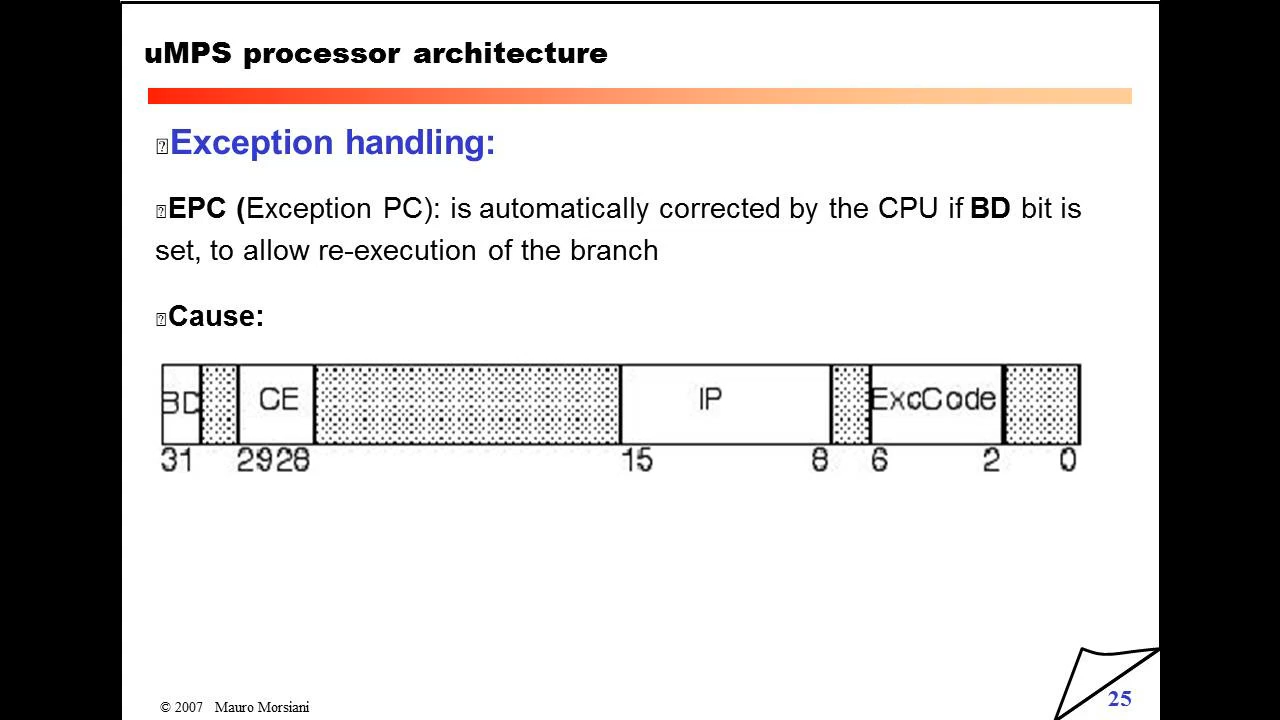 uMPS processor architecture
Exception handling:
EPC (Exception PC): is automatically corrected by the CPU if BD bit is
set, to allow re-execution of the branch
Cause:
BD CE IP ExcCode
31 29 28 15 8 6 2 0
© 2007 Mauro Morsiani
25